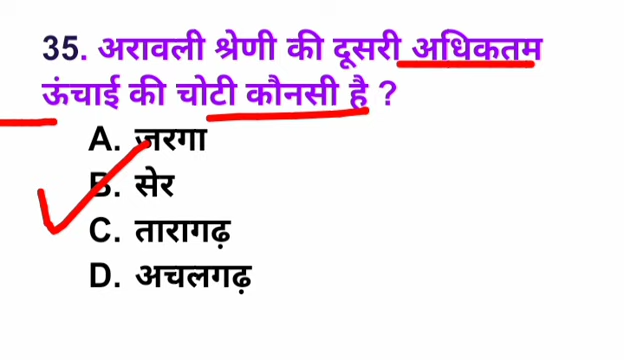 35. अरावली श्रेणी की दूसरी अधिकतम
ऊंचाई की चोटी कौनसी है ?
A. जरगा
B. सेर
C. तारागढ़
D. अचलगढ़